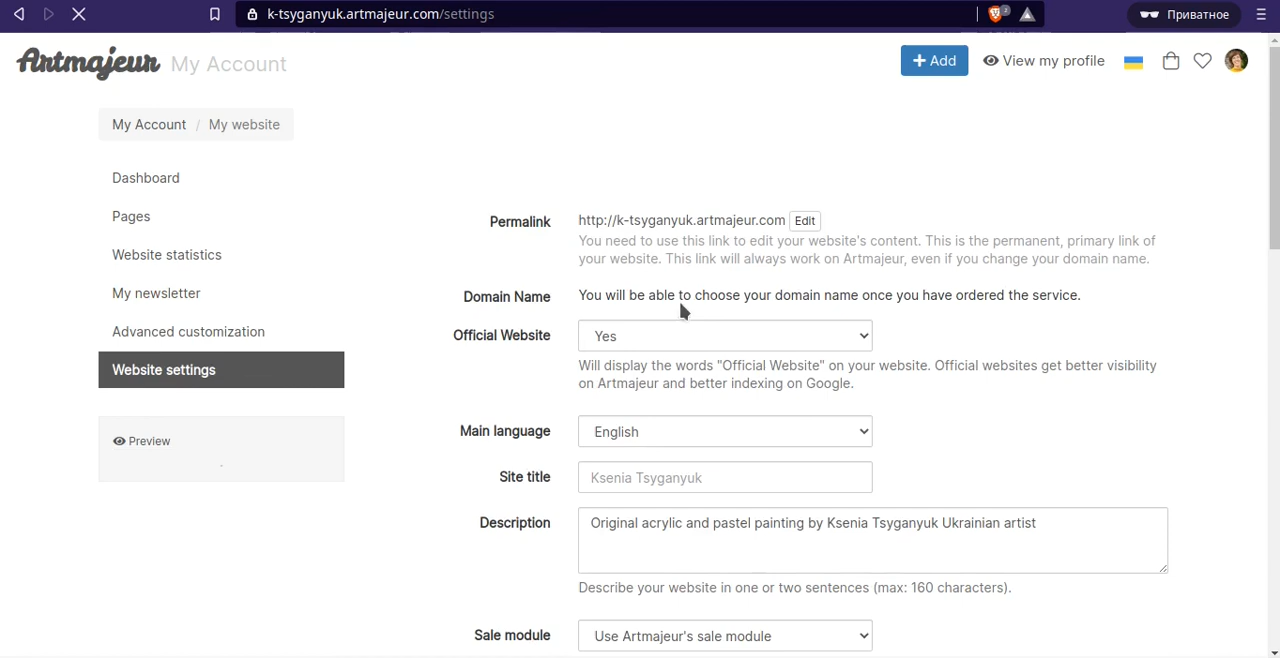 k-tsyganyuk.artmajeur.com/settings
2
Приватное
Artmajeur My Account
Add
View my profile
My Account / My website
Dashboard
Pages
Website statistics
My newsletter
Advanced customization
Website settings
Preview
Permalink
http://k-tsyganyuk.artmajeur.com Edit
You need to use this link to edit your website's content. This is the permanent, primary link of
your website. This link will always work on Artmajeur, even if you change your domain name.
Domain Name
You will be able to choose your domain name once you have ordered the service.
Official Website
Yes
Will display the words "Official Website" on your website. Official websites get better visibility
on Artmajeur and better indexing on Google.
Main language
English
Site title
Ksenia Tsyganyuk
Description
Original acrylic and pastel painting by Ksenia Tsyganyuk Ukrainian artist
Describe your website in one or two sentences (max: 160 characters).
Sale module
Use Artmajeur's sale module